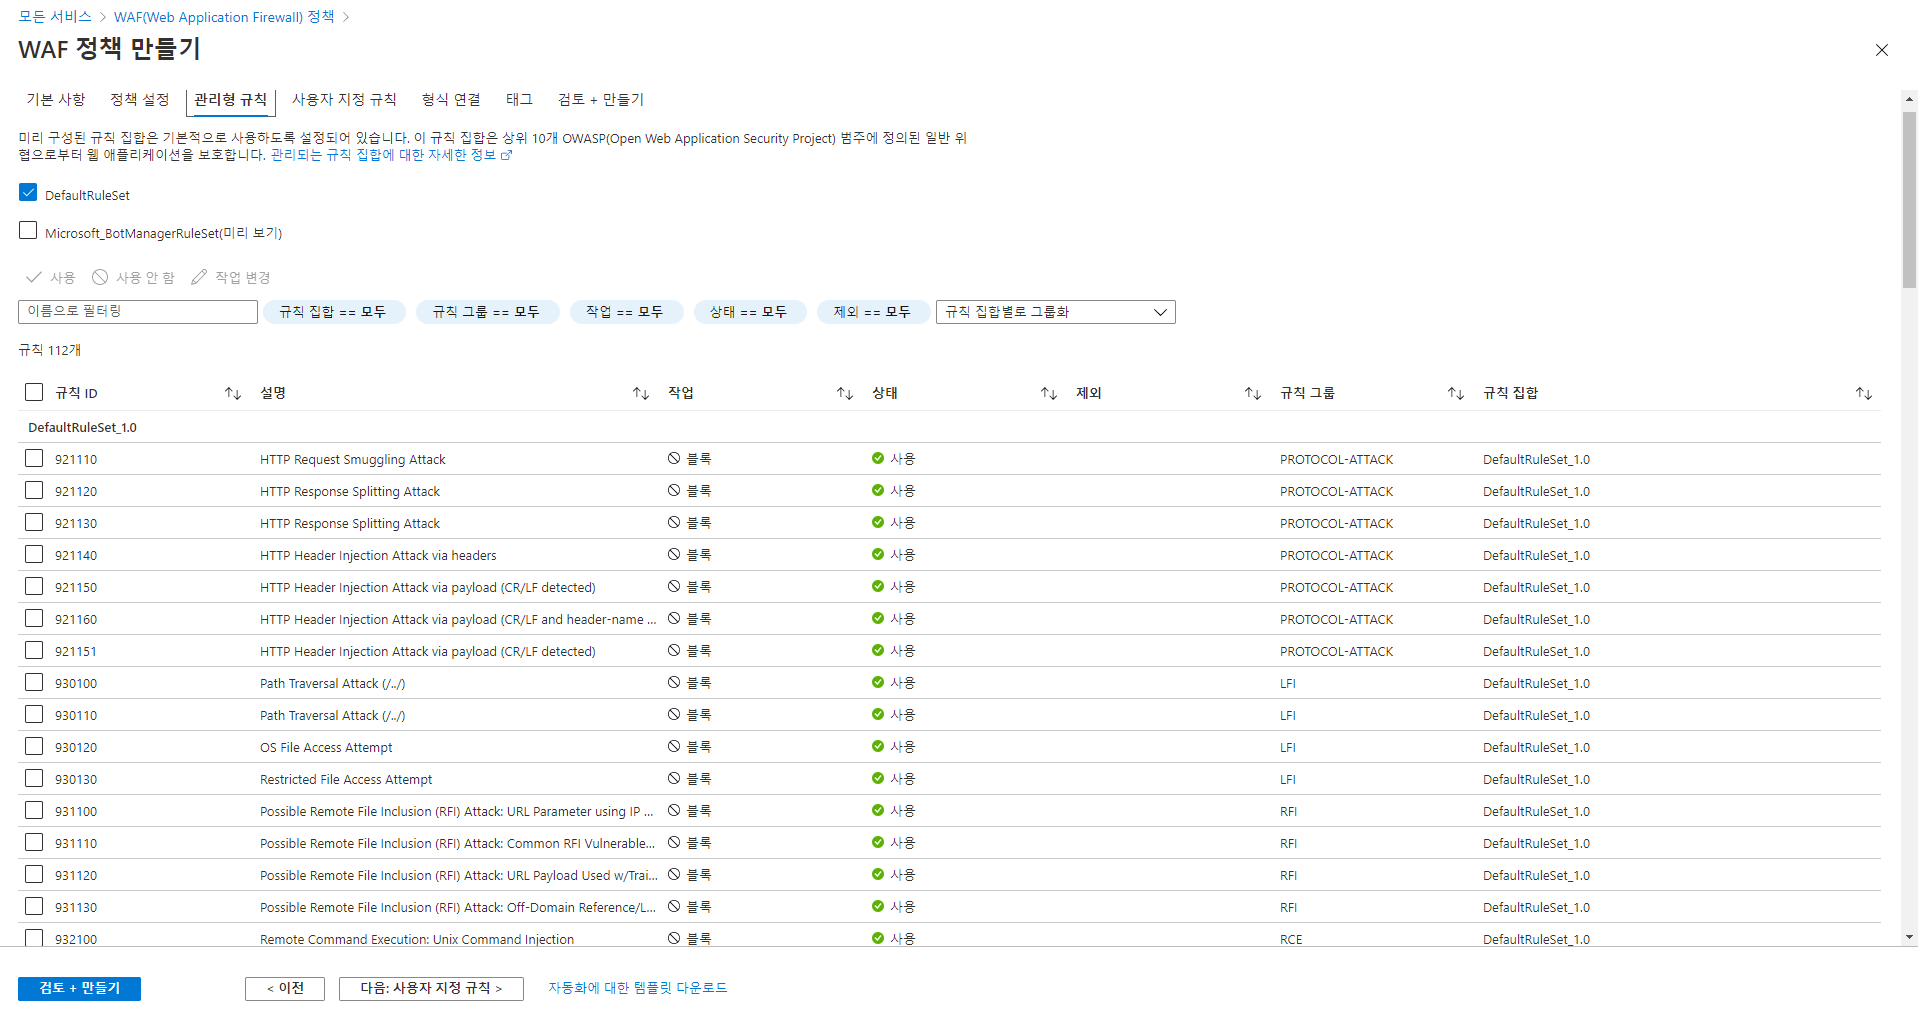 모든 서비스 > WAF(Web Application Firewall) 정책 >
WAF 정책 만들기
기본 사항 정책 설정 관리형 규칙 사용자 지정 규칙 형식 연결 태그 검토 + 만들기
미리 구성된 규칙 집합은 기본적으로 사용하도록 설정되어 있습니다. 이 규칙 집합은 상위 10개 OWASP(Open Web Application Security Project) 범주에 정의된 일반 위
협으로부터 웹 애플리케이션을 보호합니다. 관리되는 규칙 집합에 대한 자세한 정보
DefaultRuleSet
Microsoft_BotManagerRuleSet(미리 보기)
사용 사용 안 함 작업 변경
이름으로 필터링 규칙 집합 == 모두 규칙 그룹 == 모두 작업 == 모두 상태 == 모두 제외 == 모두 규칙 집합별로 그룹화
규칙 112개
규칙 ID 설명 작업 상태 제외 규칙 그룹 규칙 집합
DefaultRuleSet_1.0
921110 HTTP Request Smuggling Attack 블록 사용 PROTOCOL-ATTACK DefaultRuleSet_1.0
921120 HTTP Response Splitting Attack 블록 사용 PROTOCOL-ATTACK DefaultRuleSet_1.0
921130 HTTP Response Splitting Attack 블록 사용 PROTOCOL-ATTACK DefaultRuleSet_1.0
921140 HTTP Header Injection Attack via headers 블록 사용 PROTOCOL-ATTACK DefaultRuleSet_1.0
921150 HTTP Header Injection Attack via payload (CR/LF detected) 블록 사용 PROTOCOL-ATTACK DefaultRuleSet_1.0
921160 HTTP Header Injection Attack via payload (CR/LF and header-name ... 블록 사용 PROTOCOL-ATTACK DefaultRuleSet_1.0
921151 HTTP Header Injection Attack via payload (CR/LF detected) 블록 사용 PROTOCOL-ATTACK DefaultRuleSet_1.0
930100 Path Traversal Attack (/../) 블록 사용 LFI DefaultRuleSet_1.0
930110 Path Traversal Attack (/../) 블록 사용 LFI DefaultRuleSet_1.0
930120 OS File Access Attempt 블록 사용 LFI DefaultRuleSet_1.0
930130 Restricted File Access Attempt 블록 사용 LFI DefaultRuleSet_1.0
931100 Possible Remote File Inclusion (RFI) Attack: URL Parameter using IP ... 블록 사용 RFI DefaultRuleSet_1.0
931110 Possible Remote File Inclusion (RFI) Attack: Common RFI Vulnerable... 블록 사용 RFI DefaultRuleSet_1.0
931120 Possible Remote File Inclusion (RFI) Attack: URL Payload Used w/Trai... 블록 사용 RFI DefaultRuleSet_1.0
931130 Possible Remote File Inclusion (RFI) Attack: Off-Domain Reference/L... 블록 사용 RFI DefaultRuleSet_1.0
932100 Remote Command Execution: Unix Command Injection 블록 사용 RCE DefaultRuleSet_1.0
검토 + 만들기 < 이전 다음: 사용자 지정 규칙 > 자동화에 대한 템플릿 다운로드